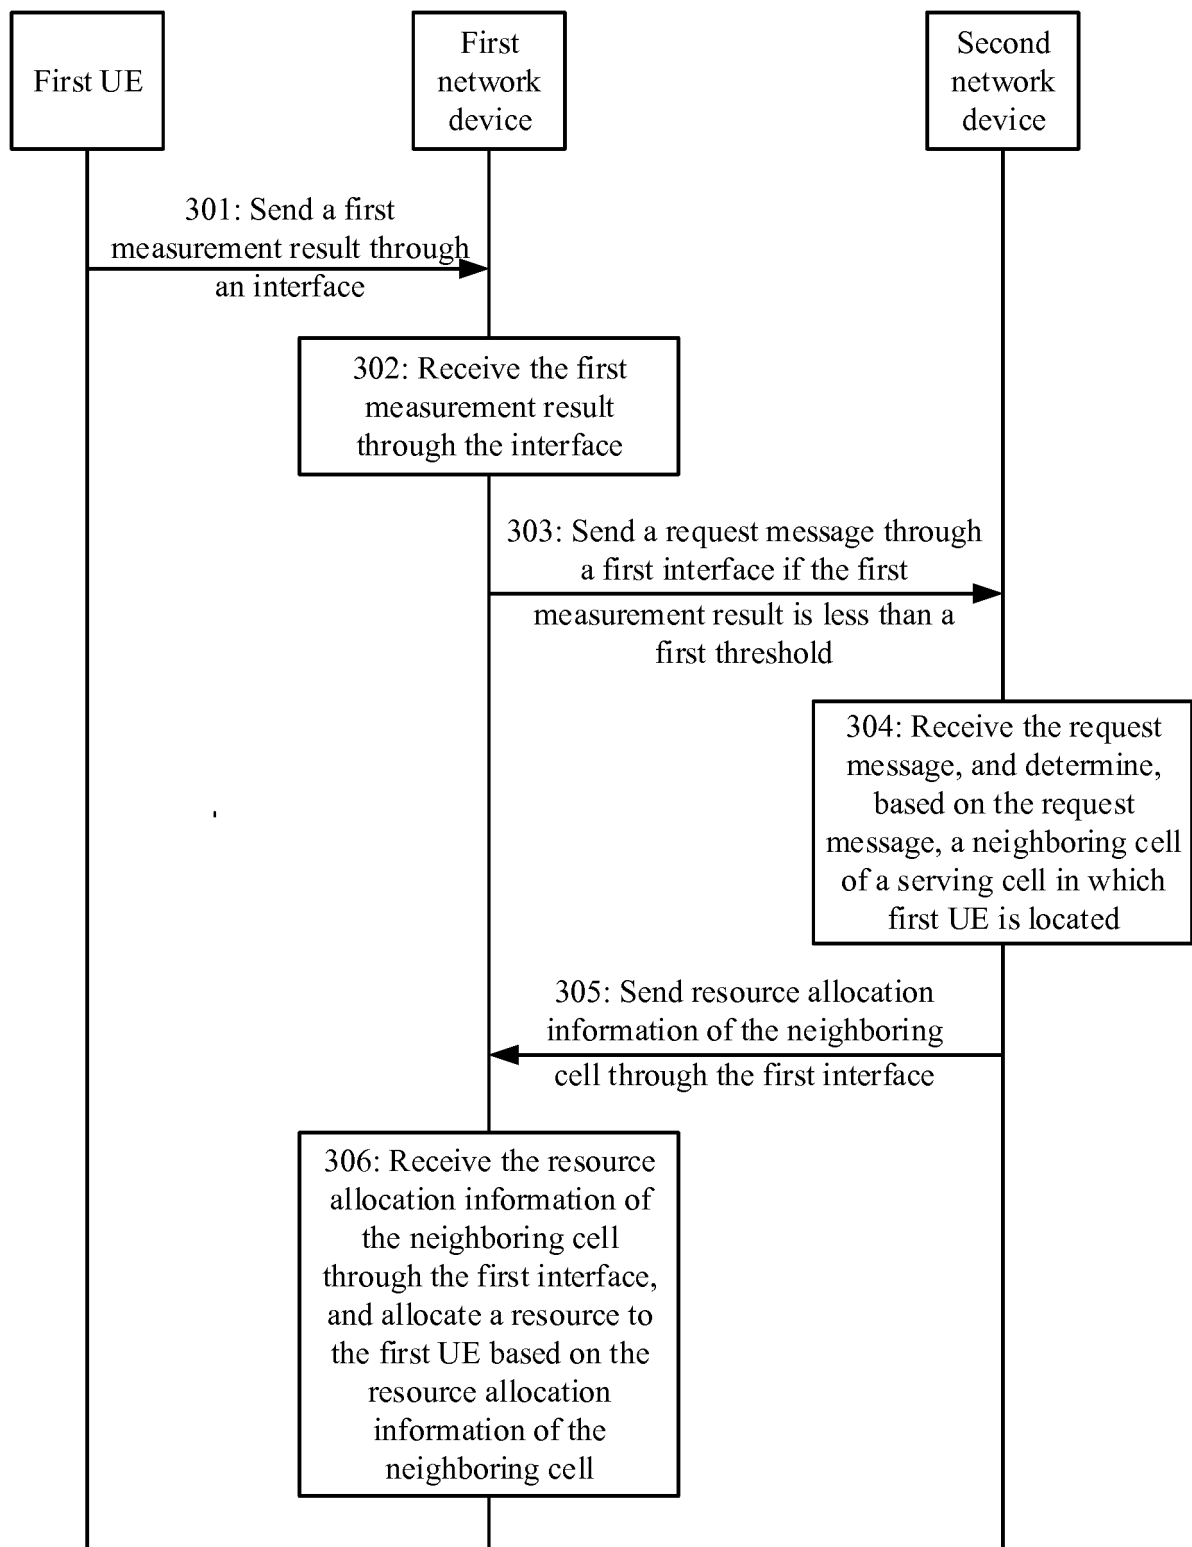 First UE
First
network
device
Second
network
device
301: Send a first
measurement result through
an interface
302: Receive the first
measurement result
through the interface
303: Send a request message through
a first interface if the first
measurement result is less than a
first threshold
304: Receive the request
message, and determine,
based on the request
message, a neighboring cell
of a serving cell in which
first UE is located
305: Send resource allocation
information of the neighboring
cell through the first interface
306: Receive the resource
allocation information of
the neighboring cell
through the first interface,
and allocate a resource to
the first UE based on the
resource allocation
information of the
neighboring cell